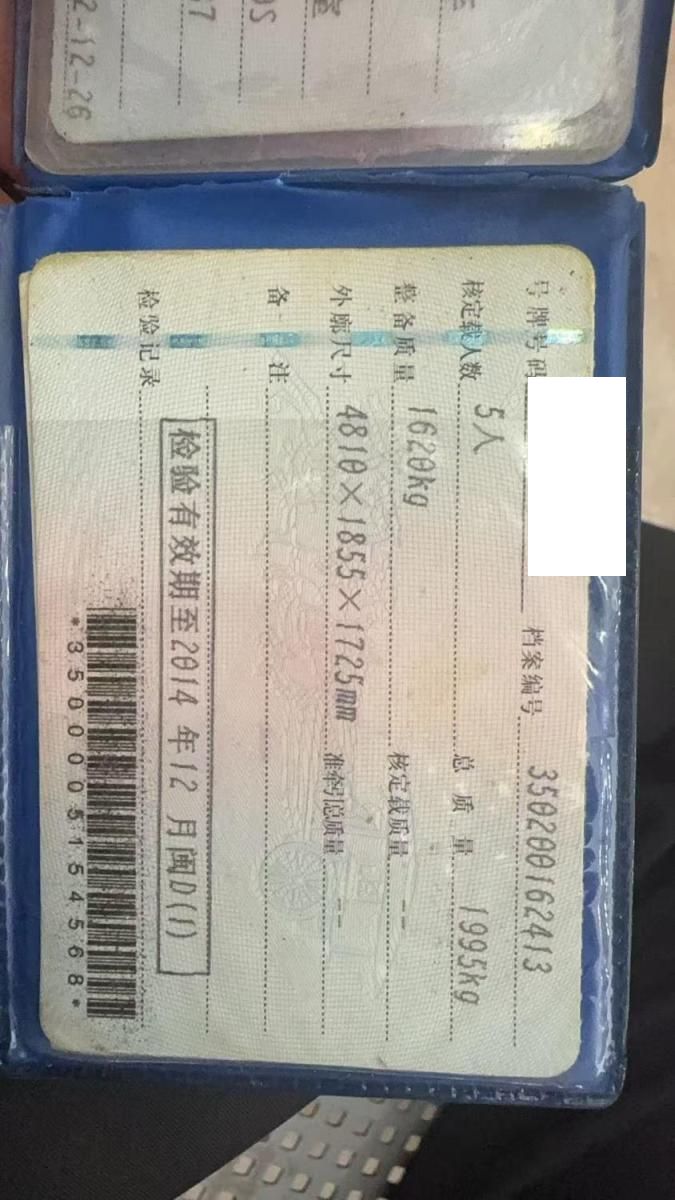 2-12-26
号牌号码 档案编号 350200162413
核定载人数 5人 总质量 1995kg
整备质量 1620kg 核定载质量 --
外廓尺寸 4810×1855×1725mm 准牵引总质量 --
备注
检验有效期至2014年12月闽D(1)
检验记录
*3500005154568*